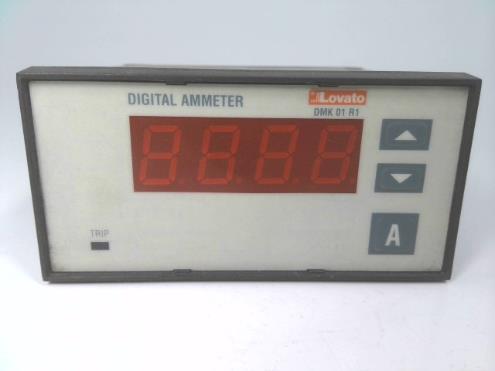 DIGITAL AMMETER
Lovato
DMK 01 R1
A
TRIP